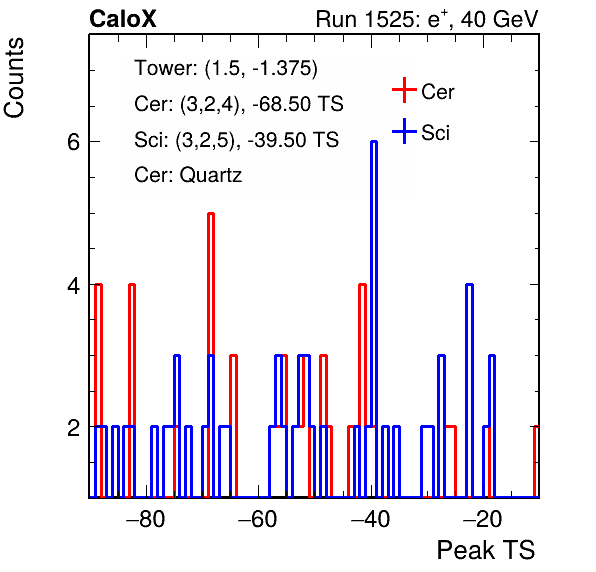 CaloX Run 1525: e⁺, 40 GeV
Counts
Tower: (1.5, -1.375)
Cer: (3,2,4), -68.50 TS
Sci: (3,2,5), -39.50 TS
Cer: Quartz
Cer
Sci
6
4
2
−80 −60 −40 −20
Peak TS